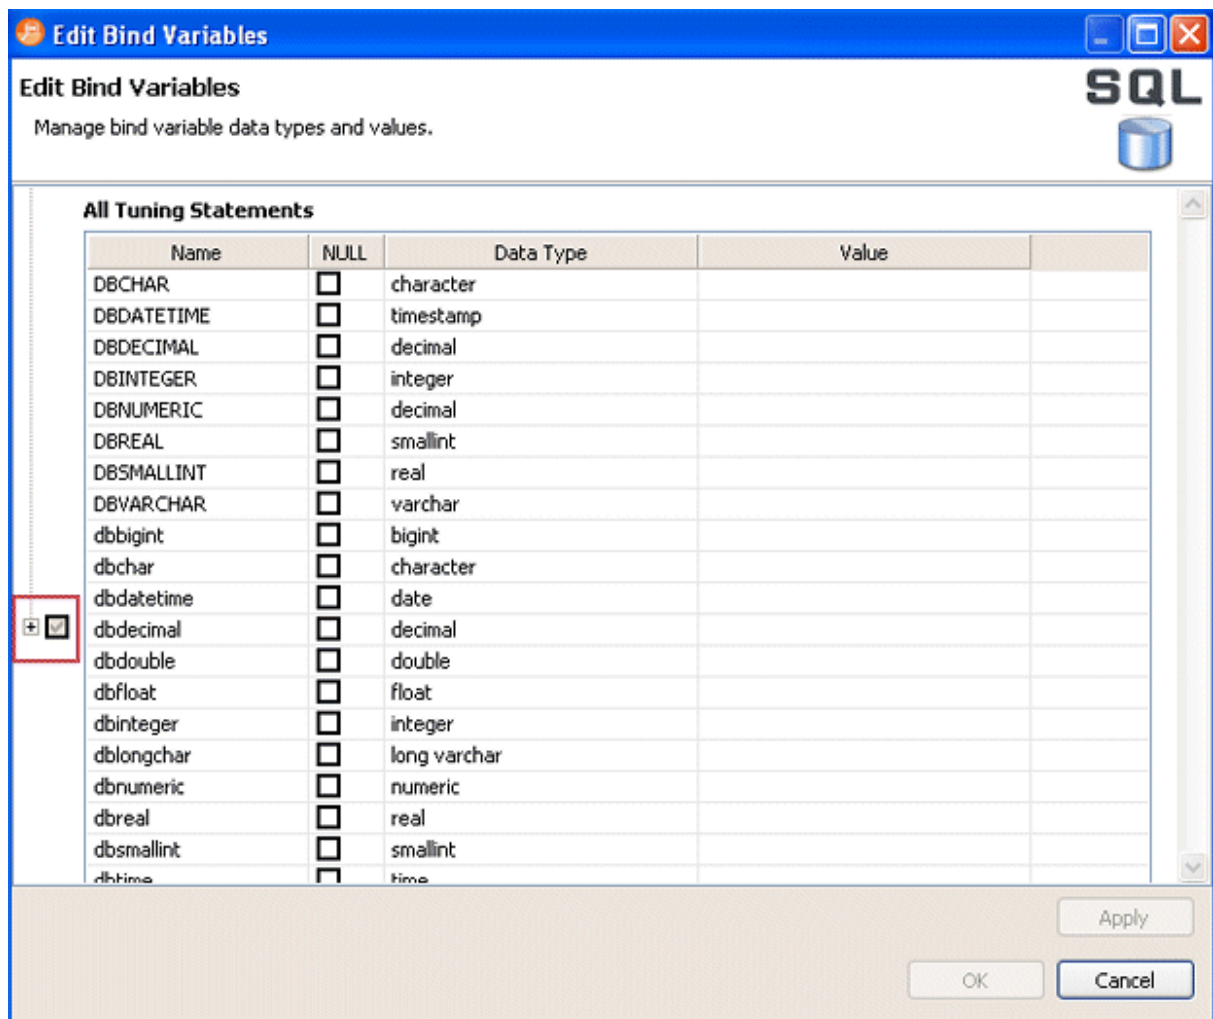 Edit Bind Variables
Edit Bind Variables
SQL
Manage bind variable data types and values.
All Tuning Statements
Name NULL Data Type Value
DBCHAR character
DBDATETIME timestamp
DBDECIMAL decimal
DBINTEGER integer
DBNUMERIC decimal
DBREAL smallint
DBSMALLINT real
DBVARCHAR varchar
dbbigint bigint
dbchar character
dbdatetime date
dbdecimal decimal
dbdouble double
dbfloat float
dbinteger integer
dblongchar long varchar
dbnumeric numeric
dbreal real
dbsmallint smallint
dbtime time
Apply
OK Cancel